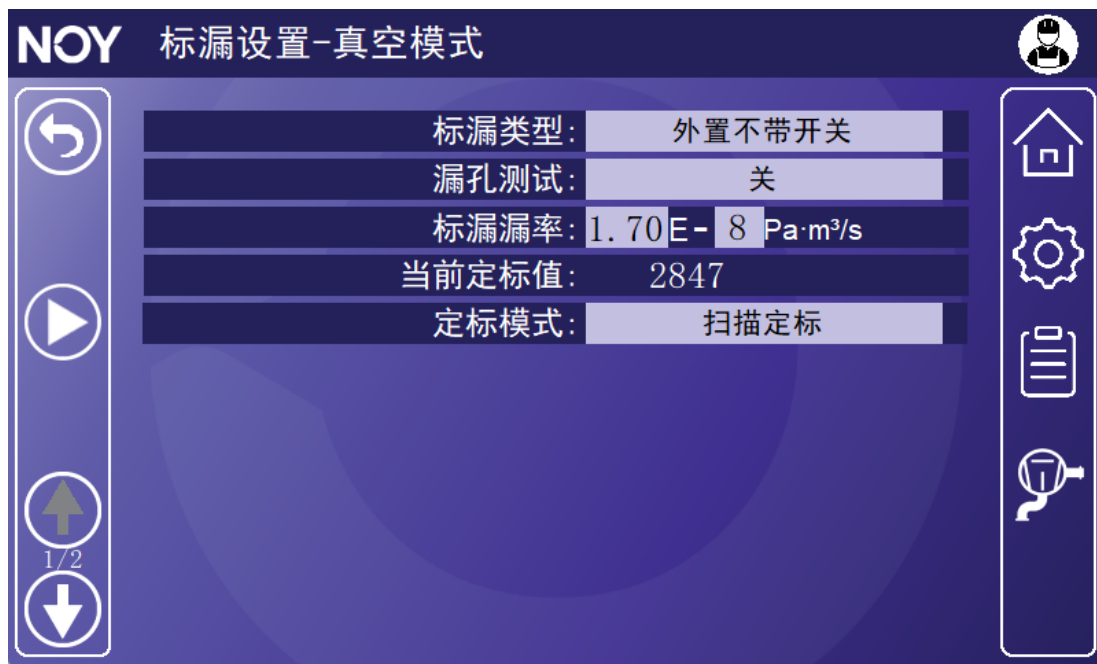 NOY 标漏设置-真空模式
标漏类型: 外置不带开关
漏孔测试: 关
标漏漏率: 1.70E- 8 Pa·m³/s
当前定标值: 2847
定标模式: 扫描定标
1/2